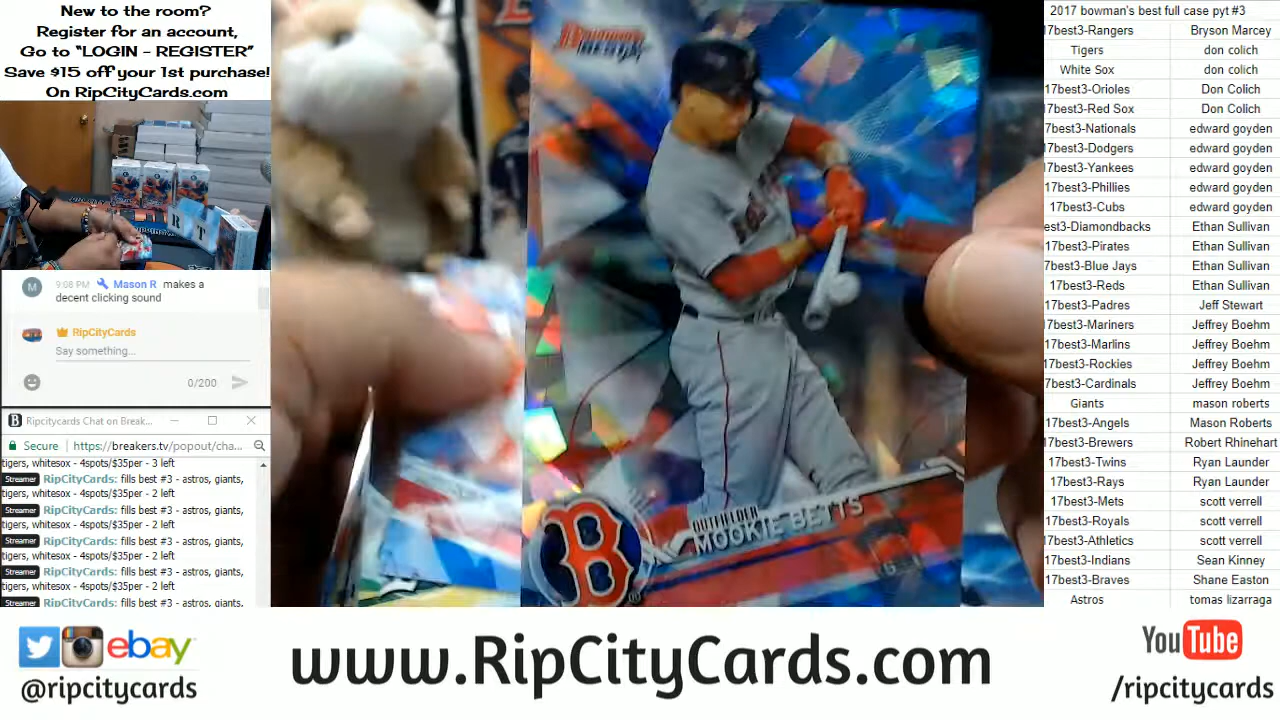 New to the room?
Register for an account,
Go to “LOGIN - REGISTER”
Save $15 off your 1st purchase!
On RipCityCards.com
M 9:08 PM Mason R makes a
decent clicking sound
RipCityCards
Say something...
0/200
Ripcitycards Chat on Break...
Secure https://breakers.tv/popout/cha...
tigers, whitesox - 4spots/$35per - 3 left
Streamer RipCityCards: fills best #3 - astros, giants,
tigers, whitesox - 4spots/$35per - 2 left
Streamer RipCityCards: fills best #3 - astros, giants,
tigers, whitesox - 4spots/$35per - 2 left
Streamer RipCityCards: fills best #3 - astros, giants,
tigers, whitesox - 4spots/$35per - 2 left
Streamer RipCityCards: fills best #3 - astros, giants,
tigers, whitesox - 4spots/$35per - 2 left
Streamer RipCityCards: fills best #3 - astros, giants,
Bowman's
BEST
OUTFIELDER
MOOKIE BETTS
B
2017 bowman's best full case pyt #3
17best3-Rangers Bryson Marcey
Tigers don colich
White Sox don colich
17best3-Orioles Don Colich
17best3-Red Sox Don Colich
7best3-Nationals edward goyden
7best3-Dodgers edward goyden
7best3-Yankees edward goyden
17best3-Phillies edward goyden
17best3-Cubs edward goyden
est3-Diamondbacks Ethan Sullivan
17best3-Pirates Ethan Sullivan
7best3-Blue Jays Ethan Sullivan
17best3-Reds Ethan Sullivan
17best3-Padres Jeff Stewart
7best3-Mariners Jeffrey Boehm
17best3-Marlins Jeffrey Boehm
17best3-Rockies Jeffrey Boehm
7best3-Cardinals Jeffrey Boehm
Giants mason roberts
17best3-Angels Mason Roberts
7best3-Brewers Robert Rhinehart
17best3-Twins Ryan Launder
17best3-Rays Ryan Launder
17best3-Mets scott verrell
17best3-Royals scott verrell
7best3-Athletics scott verrell
17best3-Indians Sean Kinney
17best3-Braves Shane Easton
Astros tomas lizarraga
ebay
@ripcitycards
www.RipCityCards.com
YouTube
/ripcitycards